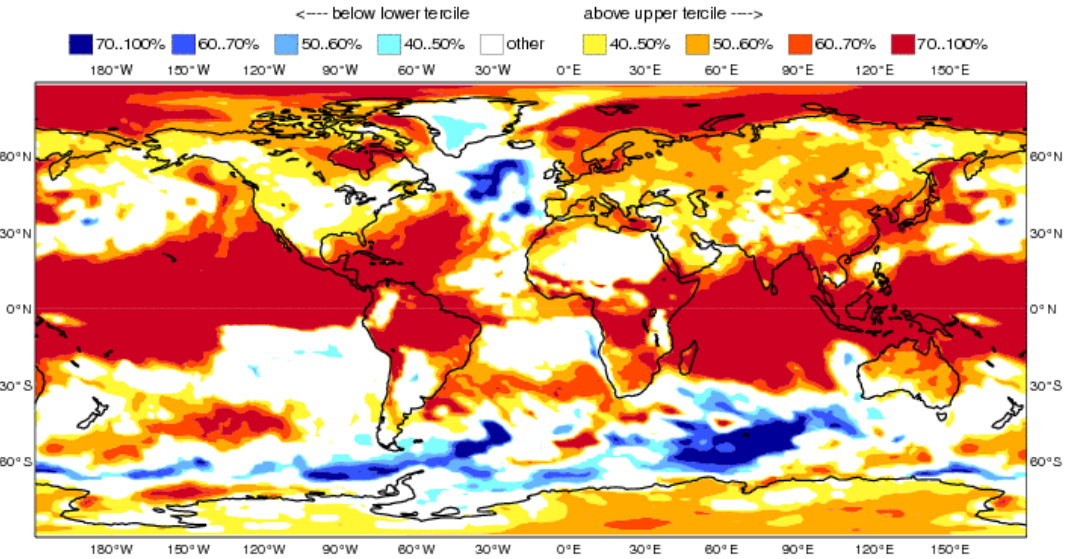 <---- below lower tercile above upper tercile ---->
70..100% 60..70% 50..60% 40..50% other 40..50% 50..60% 60..70% 70..100%
180°W 150°W 120°W 90°W 60°W 30°W 0°E 30°E 60°E 90°E 120°E 150°E
60°N 60°N
30°N 30°N
0°N 0°N
30°S 30°S
60°S 60°S
180°W 150°W 120°W 90°W 60°W 30°W 0°E 30°E 60°E 90°E 120°E 150°E